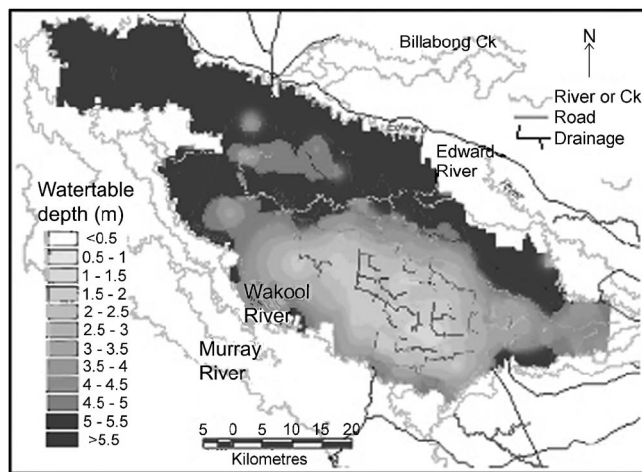 Billabong Ck
N
River or Ck
Road
Drainage
Edward
River
Watertable
depth (m)
<0.5
0.5 - 1
1 - 1.5
1.5 - 2
2 - 2.5
2.5 - 3
3 - 3.5
3.5 - 4
4 - 4.5
4.5 - 5
5 - 5.5
>5.5
Wakool
River
Murray
River
5 0 5 10 15 20
Kilometres